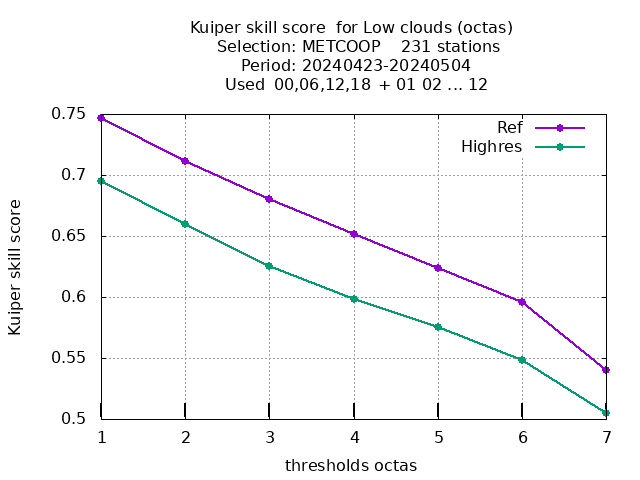 Kuiper skill score  for Low clouds (octas)
Selection: METCOOP    231 stations
Period: 20240423-20240504
Used  00,06,12,18 + 01 02 ... 12
Kuiper skill score
0.75
0.7
0.65
0.6
0.55
0.5
Ref
Highres
1 2 3 4 5 6 7
thresholds octas